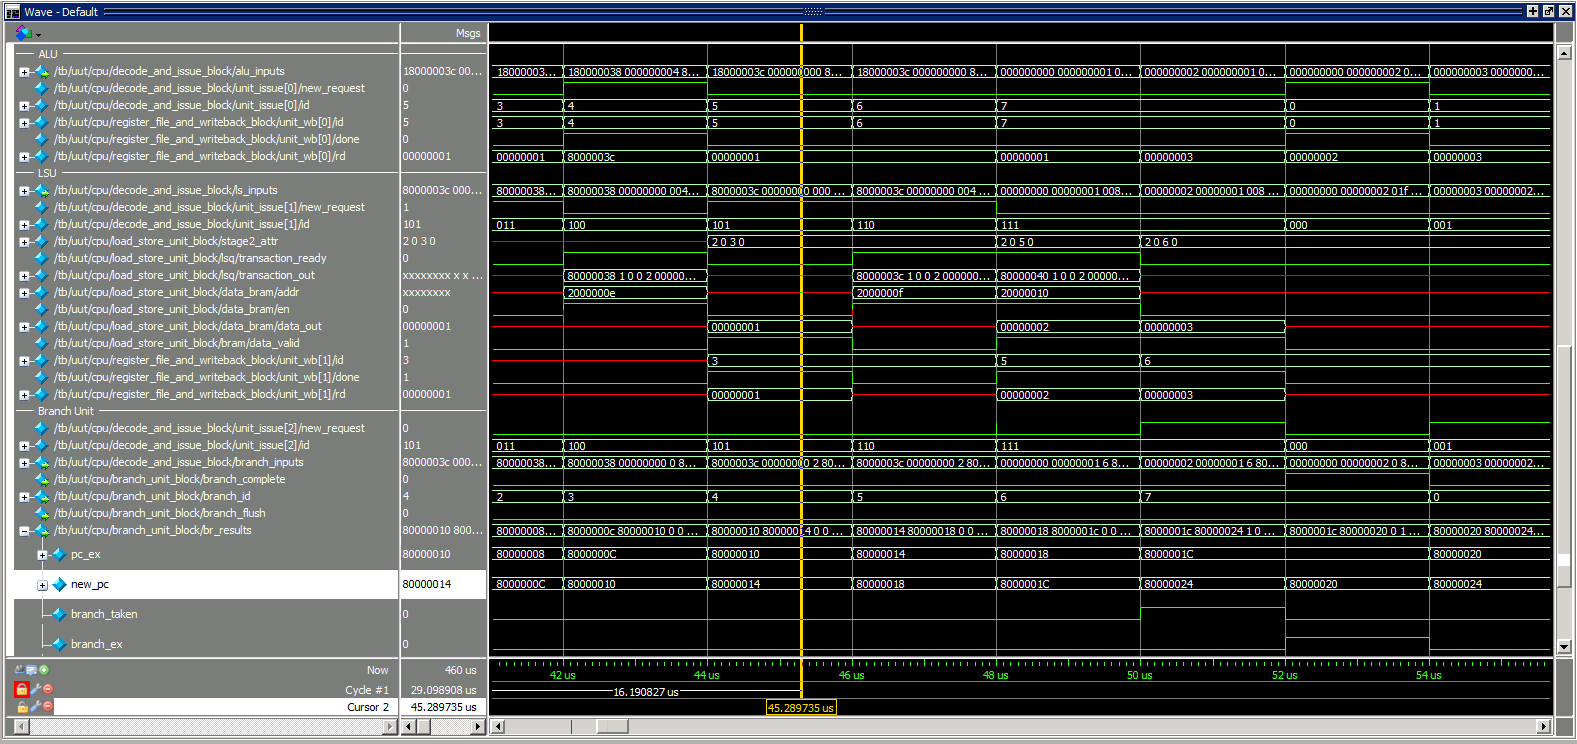 Wave - Default
Msgs
ALU
/tb/uut/cpu/decode_and_issue_block/alu_inputs 18000003c 00... 18000003... 180000038 000000004 8... 18000003c 00000000 8... 18000003c 000000000 8... 000000000 000000001 0... 000000002 000000001 0... 000000000 000000002 0... 000000003 0000000...
/tb/uut/cpu/decode_and_issue_block/unit_issue[0]/new_request 0
/tb/uut/cpu/decode_and_issue_block/unit_issue[0]/id 5 3 4 5 6 7 0 1
/tb/uut/cpu/register_file_and_writeback_block/unit_wb[0]/id 5 3 4 5 6 7 0 1
/tb/uut/cpu/register_file_and_writeback_block/unit_wb[0]/done 0
/tb/uut/cpu/register_file_and_writeback_block/unit_wb[0]/rd 00000001 00000001 8000003c 00000001 00000001 00000003 00000002 00000003
LSU
/tb/uut/cpu/decode_and_issue_block/ls_inputs 8000003c 000... 80000038... 80000038 00000000 004... 8000003c 00000000 000 ... 8000003c 00000000 004 ... 00000000 00000001 008... 00000002 00000001 008 ... 00000000 00000002 01f ... 00000003 00000002...
/tb/uut/cpu/decode_and_issue_block/unit_issue[1]/new_request 1
/tb/uut/cpu/decode_and_issue_block/unit_issue[1]/id 101 011 100 101 110 111 000 001
/tb/uut/cpu/load_store_unit_block/stage2_attr 2 0 3 0 2 0 3 0 2 0 5 0 2 0 6 0
/tb/uut/cpu/load_store_unit_block/lsq/transaction_ready 0
/tb/uut/cpu/load_store_unit_block/lsq/transaction_out xxxxxxxx x x ... 80000038 1 0 0 2 00000... 8000003c 1 0 0 2 000000... 80000040 1 0 0 2 00000...
/tb/uut/cpu/load_store_unit_block/data_bram/addr xxxxxxxx 2000000e 2000000f 20000010
/tb/uut/cpu/load_store_unit_block/data_bram/en 0
/tb/uut/cpu/load_store_unit_block/data_bram/data_out 00000001 00000001 00000002 00000003
/tb/uut/cpu/load_store_unit_block/bram/data_valid 1
/tb/uut/cpu/register_file_and_writeback_block/unit_wb[1]/id 3 3 5 6
/tb/uut/cpu/register_file_and_writeback_block/unit_wb[1]/done 1
/tb/uut/cpu/register_file_and_writeback_block/unit_wb[1]/rd 00000001 00000001 00000002 00000003
Branch Unit
/tb/uut/cpu/decode_and_issue_block/unit_issue[2]/new_request 0
/tb/uut/cpu/decode_and_issue_block/unit_issue[2]/id 101 011 100 101 110 111 000 001
/tb/uut/cpu/decode_and_issue_block/branch_inputs 8000003c 000... 80000038... 80000038 00000000 0 8... 8000003c 00000000 2 80... 8000003c 00000000 2 80... 00000000 00000001 6 8... 00000002 00000001 6 80... 00000000 00000002 0 8... 00000003 00000002...
/tb/uut/cpu/branch_unit_block/branch_complete 0
/tb/uut/cpu/branch_unit_block/branch_id 4 2 3 4 5 6 7 0
/tb/uut/cpu/branch_unit_block/branch_flush 0
/tb/uut/cpu/branch_unit_block/br_results 80000010 800... 80000008... 8000000c 80000010 0 0 ... 80000010 80000014 0 0 ... 80000014 80000018 0 0 ... 80000018 8000001c 0 0 ... 8000001c 80000024 1 0... 8000001c 80000020 0 1 ... 80000020 80000024...
pc_ex 80000010 80000008 8000000C 80000010 80000014 80000018 8000001C 80000020
new_pc 80000014 8000000C 80000010 80000014 80000018 8000001C 80000024 80000020 80000024
branch_taken 0
branch_ex 0
Now 460 us 42 us 44 us 46 us 48 us 50 us 52 us 54 us
Cycle #1 29.098908 us 16.190827 us
Cursor 2 45.289735 us 45.289735 us